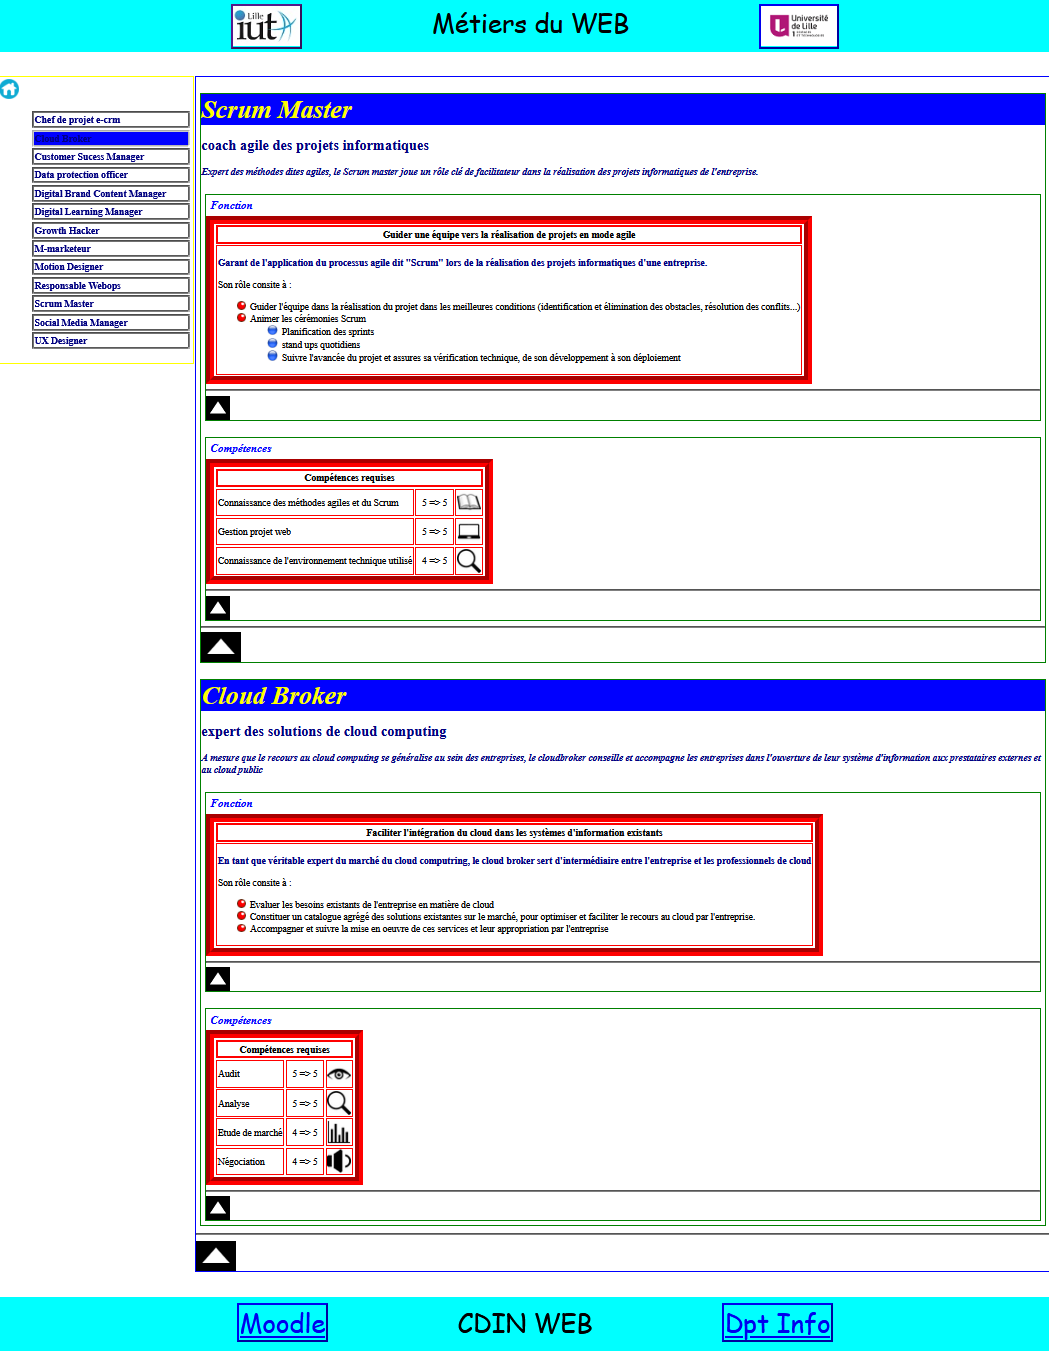 Lille
iut
Métiers du WEB
Université
de Lille
Chef de projet e-crm
Cloud Broker
Customer Sucess Manager
Data protection officer
Digital Brand Content Manager
Digital Learning Manager
Growth Hacker
M-marketeur
Motion Designer
Responsable Webops
Scrum Master
Social Media Manager
UX Designer
Scrum Master
coach agile des projets informatiques
Expert des méthodes dites agiles, le Scrum master joue un rôle clé de facilitateur dans la réalisation des projets informatiques de l'entreprise.
Fonction
Guider une équipe vers la réalisation de projets en mode agile
Garant de l'application du processus agile dit "Scrum" lors de la réalisation des projets informatiques d'une entreprise.
Son rôle consite à :
Guider l'équipe dans la réalisation du projet dans les meilleures conditions (identification et élimination des obstacles, résolution des conflits...)
Animer les cérémonies Scrum
Planification des sprints
stand ups quotidiens
Suivre l'avancée du projet et assures sa vérification technique, de son développement à son déploiement
Compétences
Compétences requises
Connaissance des méthodes agiles et du Scrum 5 => 5
Gestion projet web 5 => 5
Connaissance de l'environnement technique utilisé 4 => 5
Cloud Broker
expert des solutions de cloud computing
A mesure que le recours au cloud computing se généralise au sein des entreprises, le cloudbroker conseille et accompagne les entreprises dans l'ouverture de leur système d'information aux prestataires externes et
au cloud public
Fonction
Faciliter l'intégration du cloud dans les systèmes d'information existants
En tant que véritable expert du marché du cloud computring, le cloud broker sert d'intermédiaire entre l'entreprise et les professionnels de cloud
Son rôle consite à :
Evaluer les besoins existants de l'entreprise en matière de cloud
Constituer un catalogue agrégé des solutions existantes sur le marché, pour optimiser et faciliter le recours au cloud par l'entreprise.
Accompagner et suivre la mise en oeuvre de ces services et leur appropriation par l'entreprise
Compétences
Compétences requises
Audit 5 => 5
Analyse 5 => 5
Etude de marché 4 => 5
Négociation 4 => 5
Moodle
CDIN WEB
Dpt Info